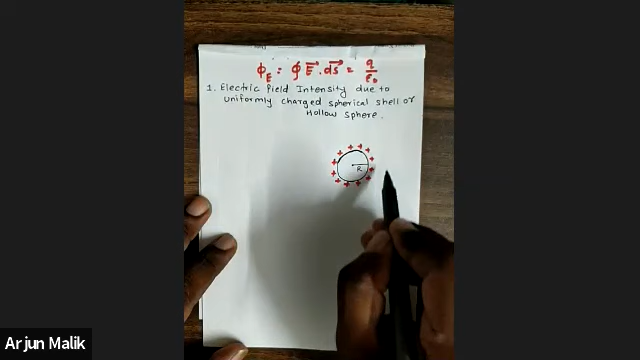 ϕE = ∮ E⃗ . ds⃗ = q/ε₀
1. Electric field Intensity due to
uniformly charged spherical shell or
Hollow sphere.
R
Arjun Malik